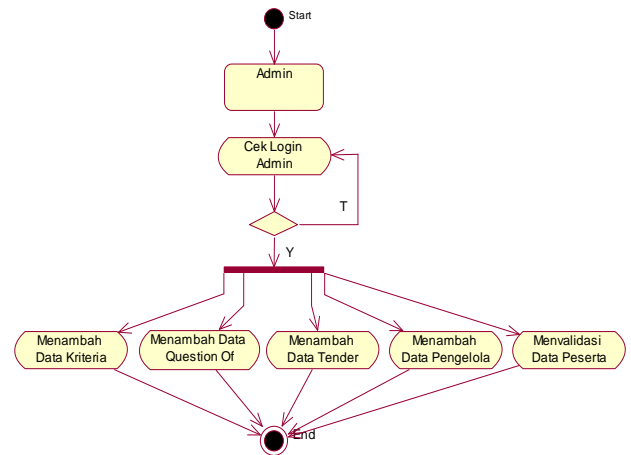 Start
Admin
Cek Login
Admin
T
Y
Menambah
Data Kriteria
Menambah Data
Question Of
Menambah
Data Tender
Menambah
Data Pengelola
Menvalidasi
Data Peserta
End